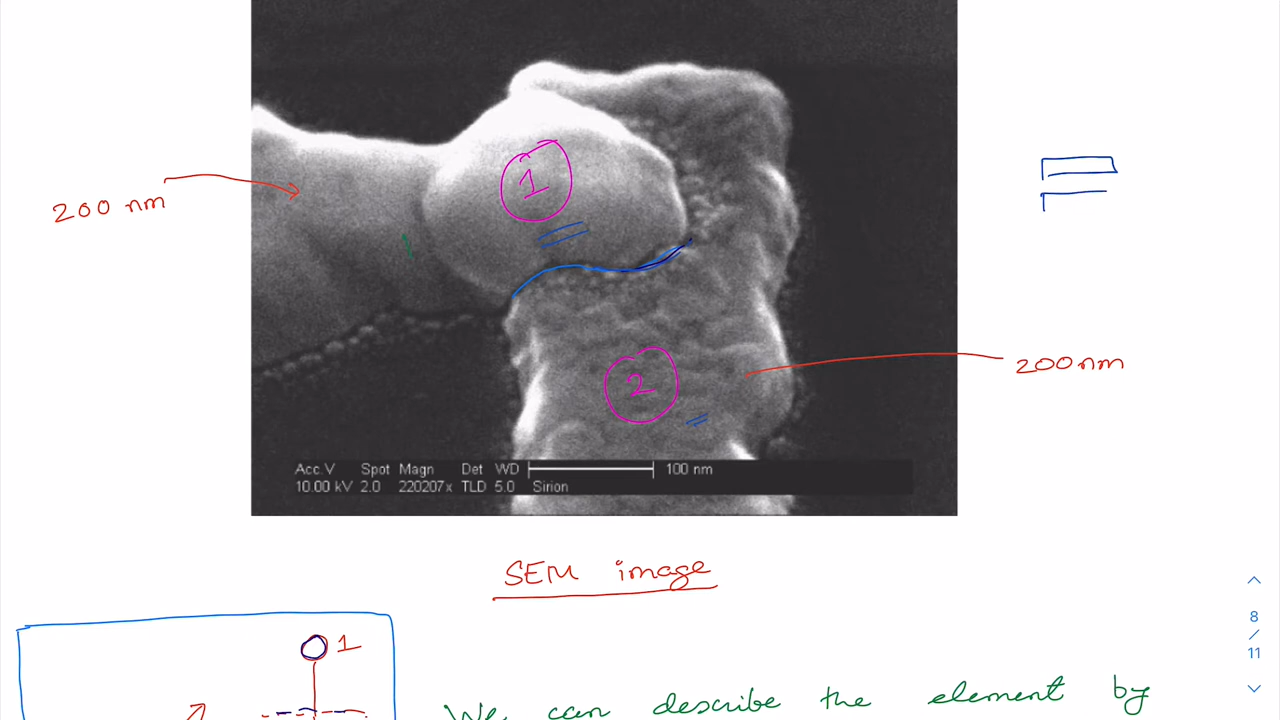 1
200 nm
2
200nm
Acc.V Spot Magn Det WD 100 nm
10.00 kV 2.0 220207x TLD 5.0 Sirion
SEM image
8
/
11
1
We can describe the element by